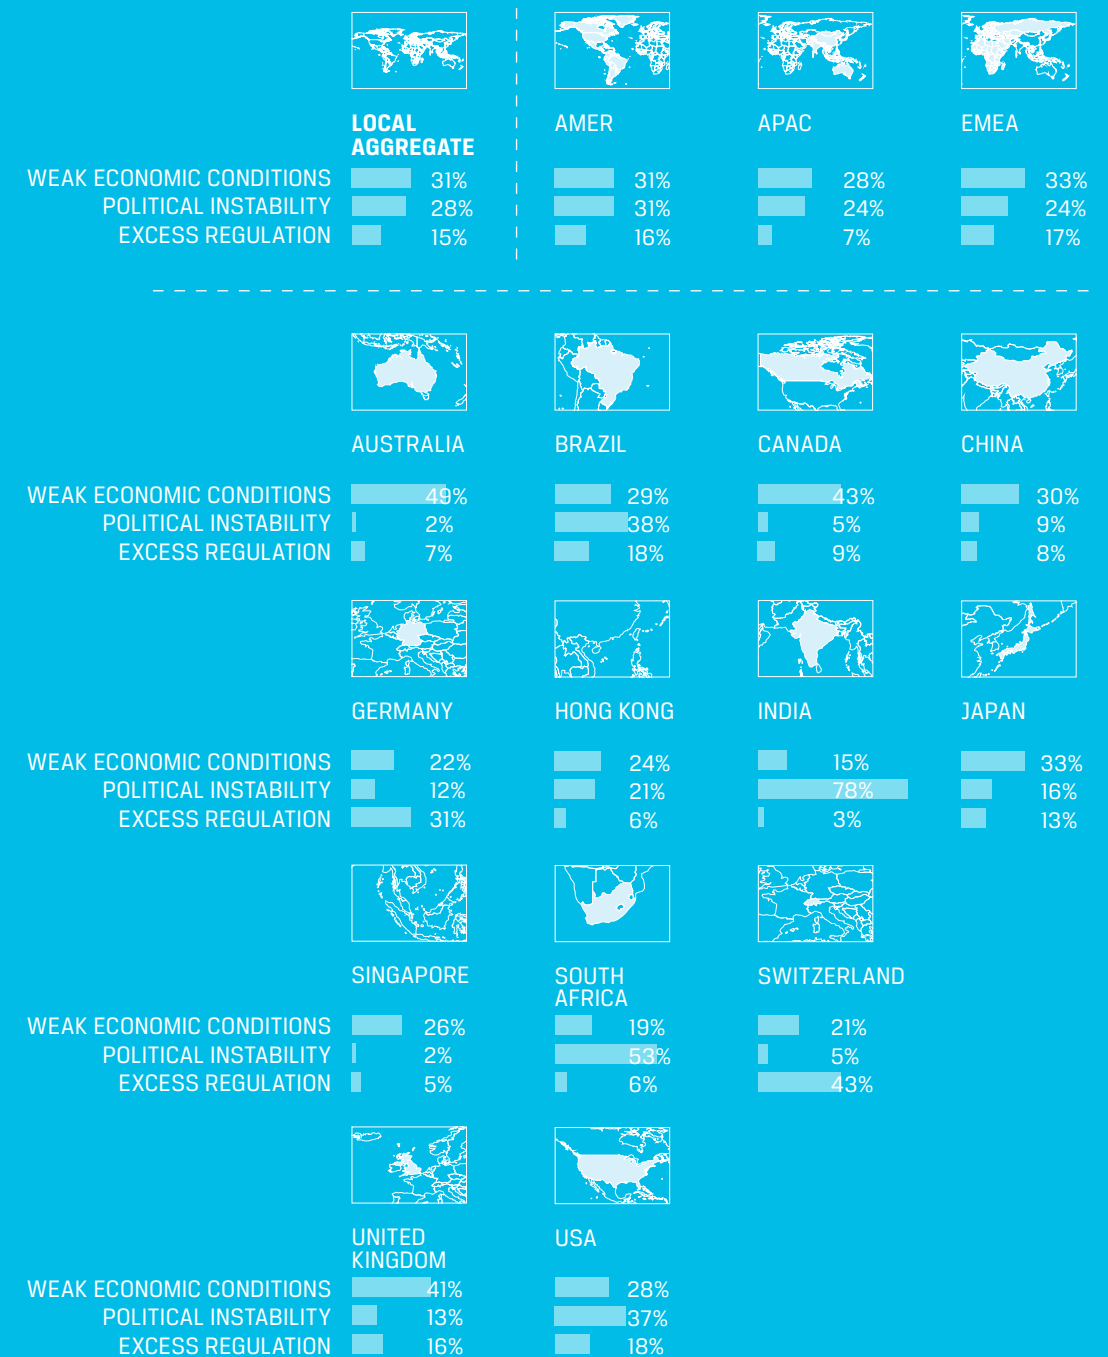 LOCAL
AGGREGATE
AMER
APAC
EMEA
WEAK ECONOMIC CONDITIONS 31% 31% 28% 33%
POLITICAL INSTABILITY 28% 31% 24% 24%
EXCESS REGULATION 15% 16% 7% 17%
AUSTRALIA BRAZIL CANADA CHINA
WEAK ECONOMIC CONDITIONS 49% 29% 43% 30%
POLITICAL INSTABILITY 2% 38% 5% 9%
EXCESS REGULATION 7% 18% 9% 8%
GERMANY HONG KONG INDIA JAPAN
WEAK ECONOMIC CONDITIONS 22% 24% 15% 33%
POLITICAL INSTABILITY 12% 21% 78% 16%
EXCESS REGULATION 31% 6% 3% 13%
SINGAPORE
SOUTH
AFRICA
SWITZERLAND
WEAK ECONOMIC CONDITIONS 26% 19% 21%
POLITICAL INSTABILITY 2% 53% 5%
EXCESS REGULATION 5% 6% 43%
UNITED
KINGDOM
USA
WEAK ECONOMIC CONDITIONS 41% 28%
POLITICAL INSTABILITY 13% 37%
EXCESS REGULATION 16% 18%